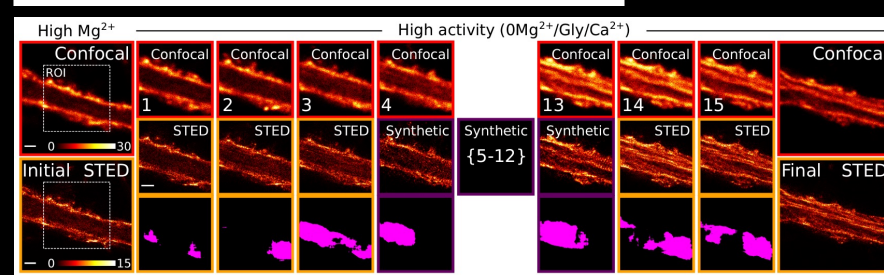 High Mg²⁺
High activity (0Mg²⁺/Gly/Ca²⁺)
Confocal
ROI
0
30
Confocal
1
Confocal
2
Confocal
3
Confocal
4
Confocal
13
Confocal
14
Confocal
15
Confoca
Initial STED
0
15
STED
STED
STED
Synthetic
Synthetic
{5-12}
Synthetic
STED
STED
Final STED